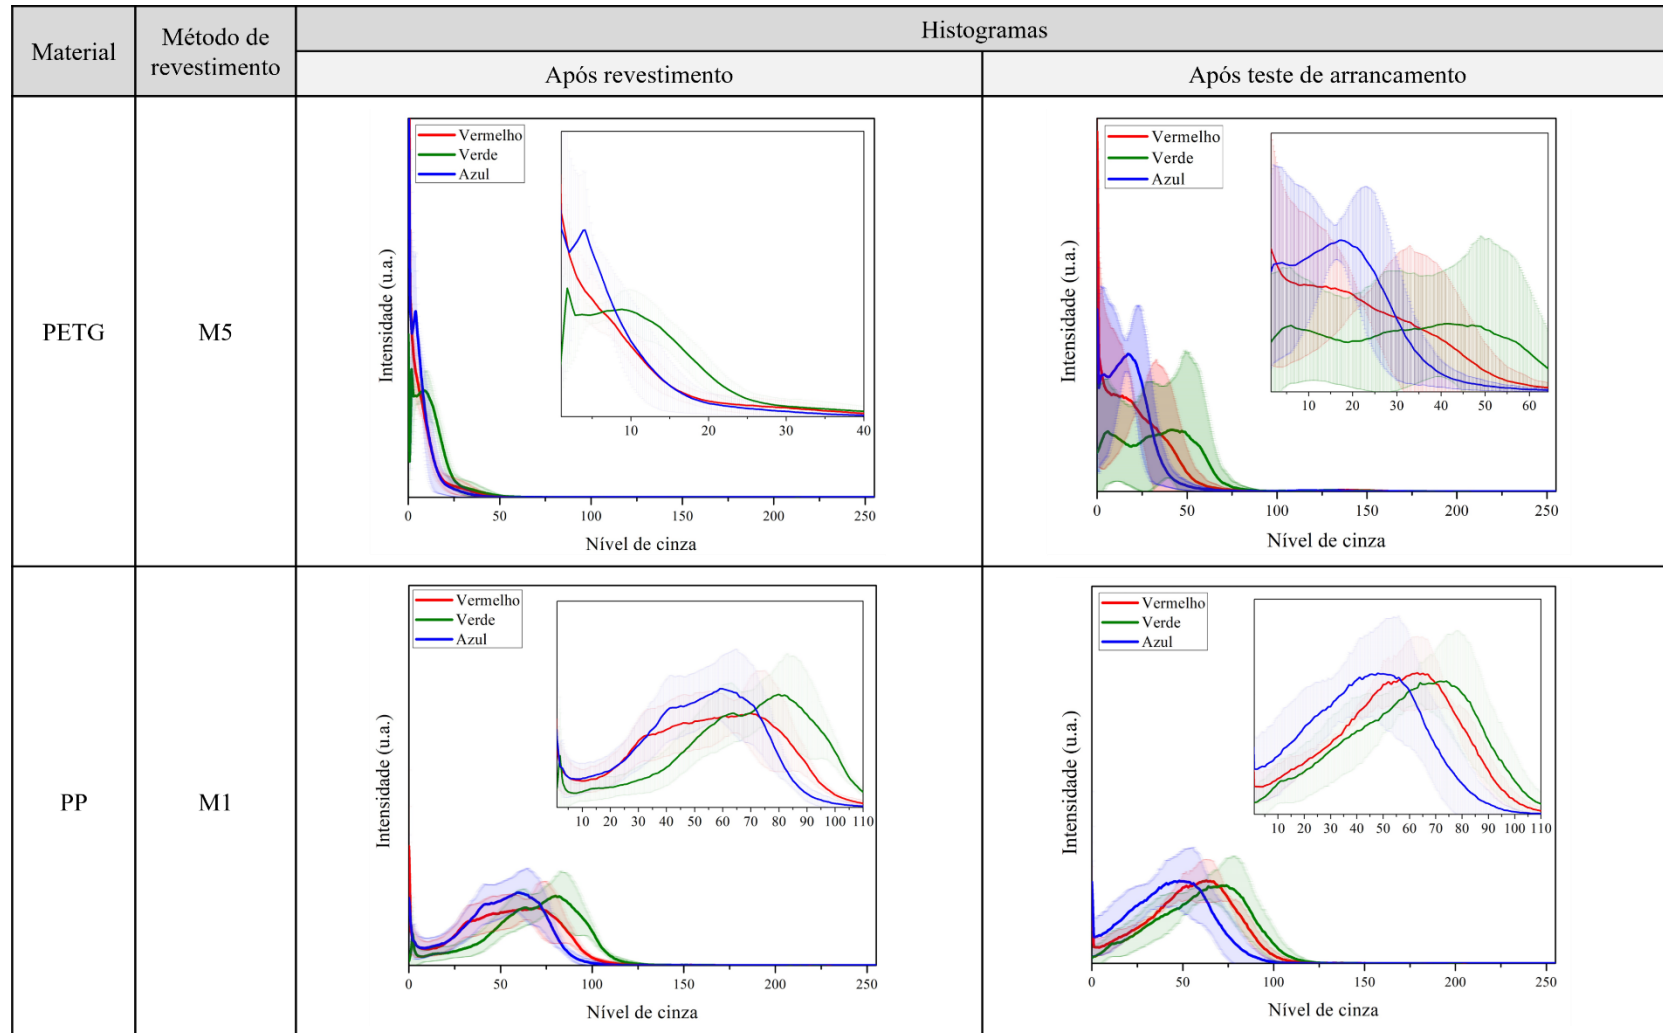 Material
Método de
revestimento
Histogramas
Após revestimento
Após teste de arrancamento
PETG
M5
Vermelho
Verde
Azul
Intensidade (u.a.)
10 20 30 40
0 50 100 150 200 250
Nível de cinza
Vermelho
Verde
Azul
Intensidade (u.a.)
10 20 30 40 50 60
0 50 100 150 200 250
Nível de cinza
PP
M1
Vermelho
Verde
Azul
Intensidade (u.a.)
10 20 30 40 50 60 70 80 90 100 110
0 50 100 150 200 250
Nível de cinza
Vermelho
Verde
Azul
Intensidade (u.a.)
10 20 30 40 50 60 70 80 90 100 110
0 50 100 150 200 250
Nível de cinza